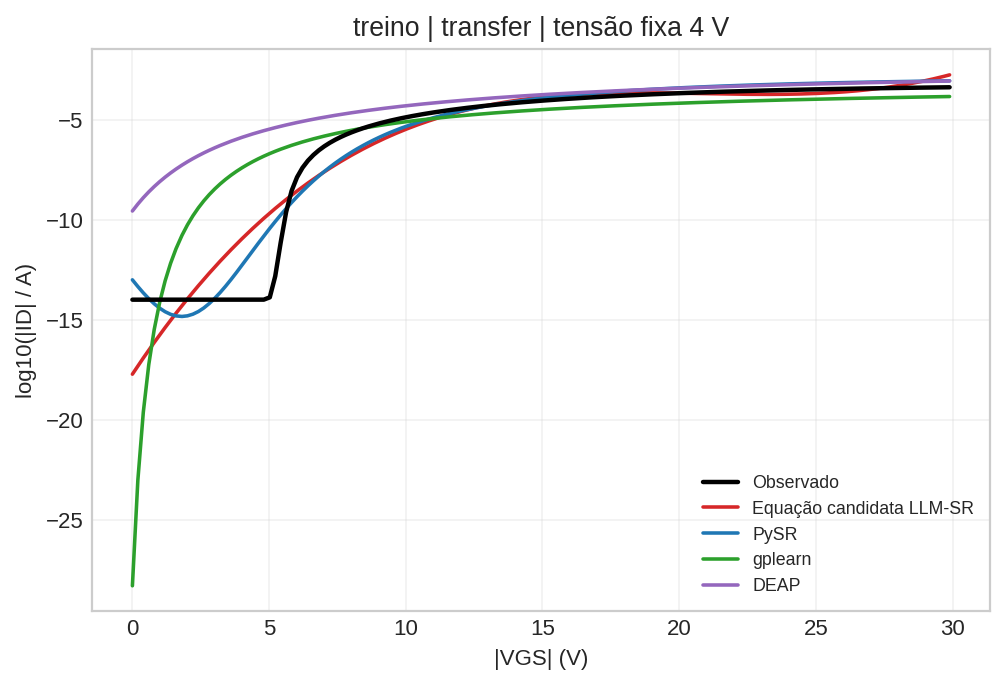 treino | transfer | tensão fixa 4 V
log10(|ID| / A)
−5
−10
−15
−20
−25
Observado
Equação candidata LLM-SR
PySR
gplearn
DEAP
0 5 10 15 20 25 30
|VGS| (V)